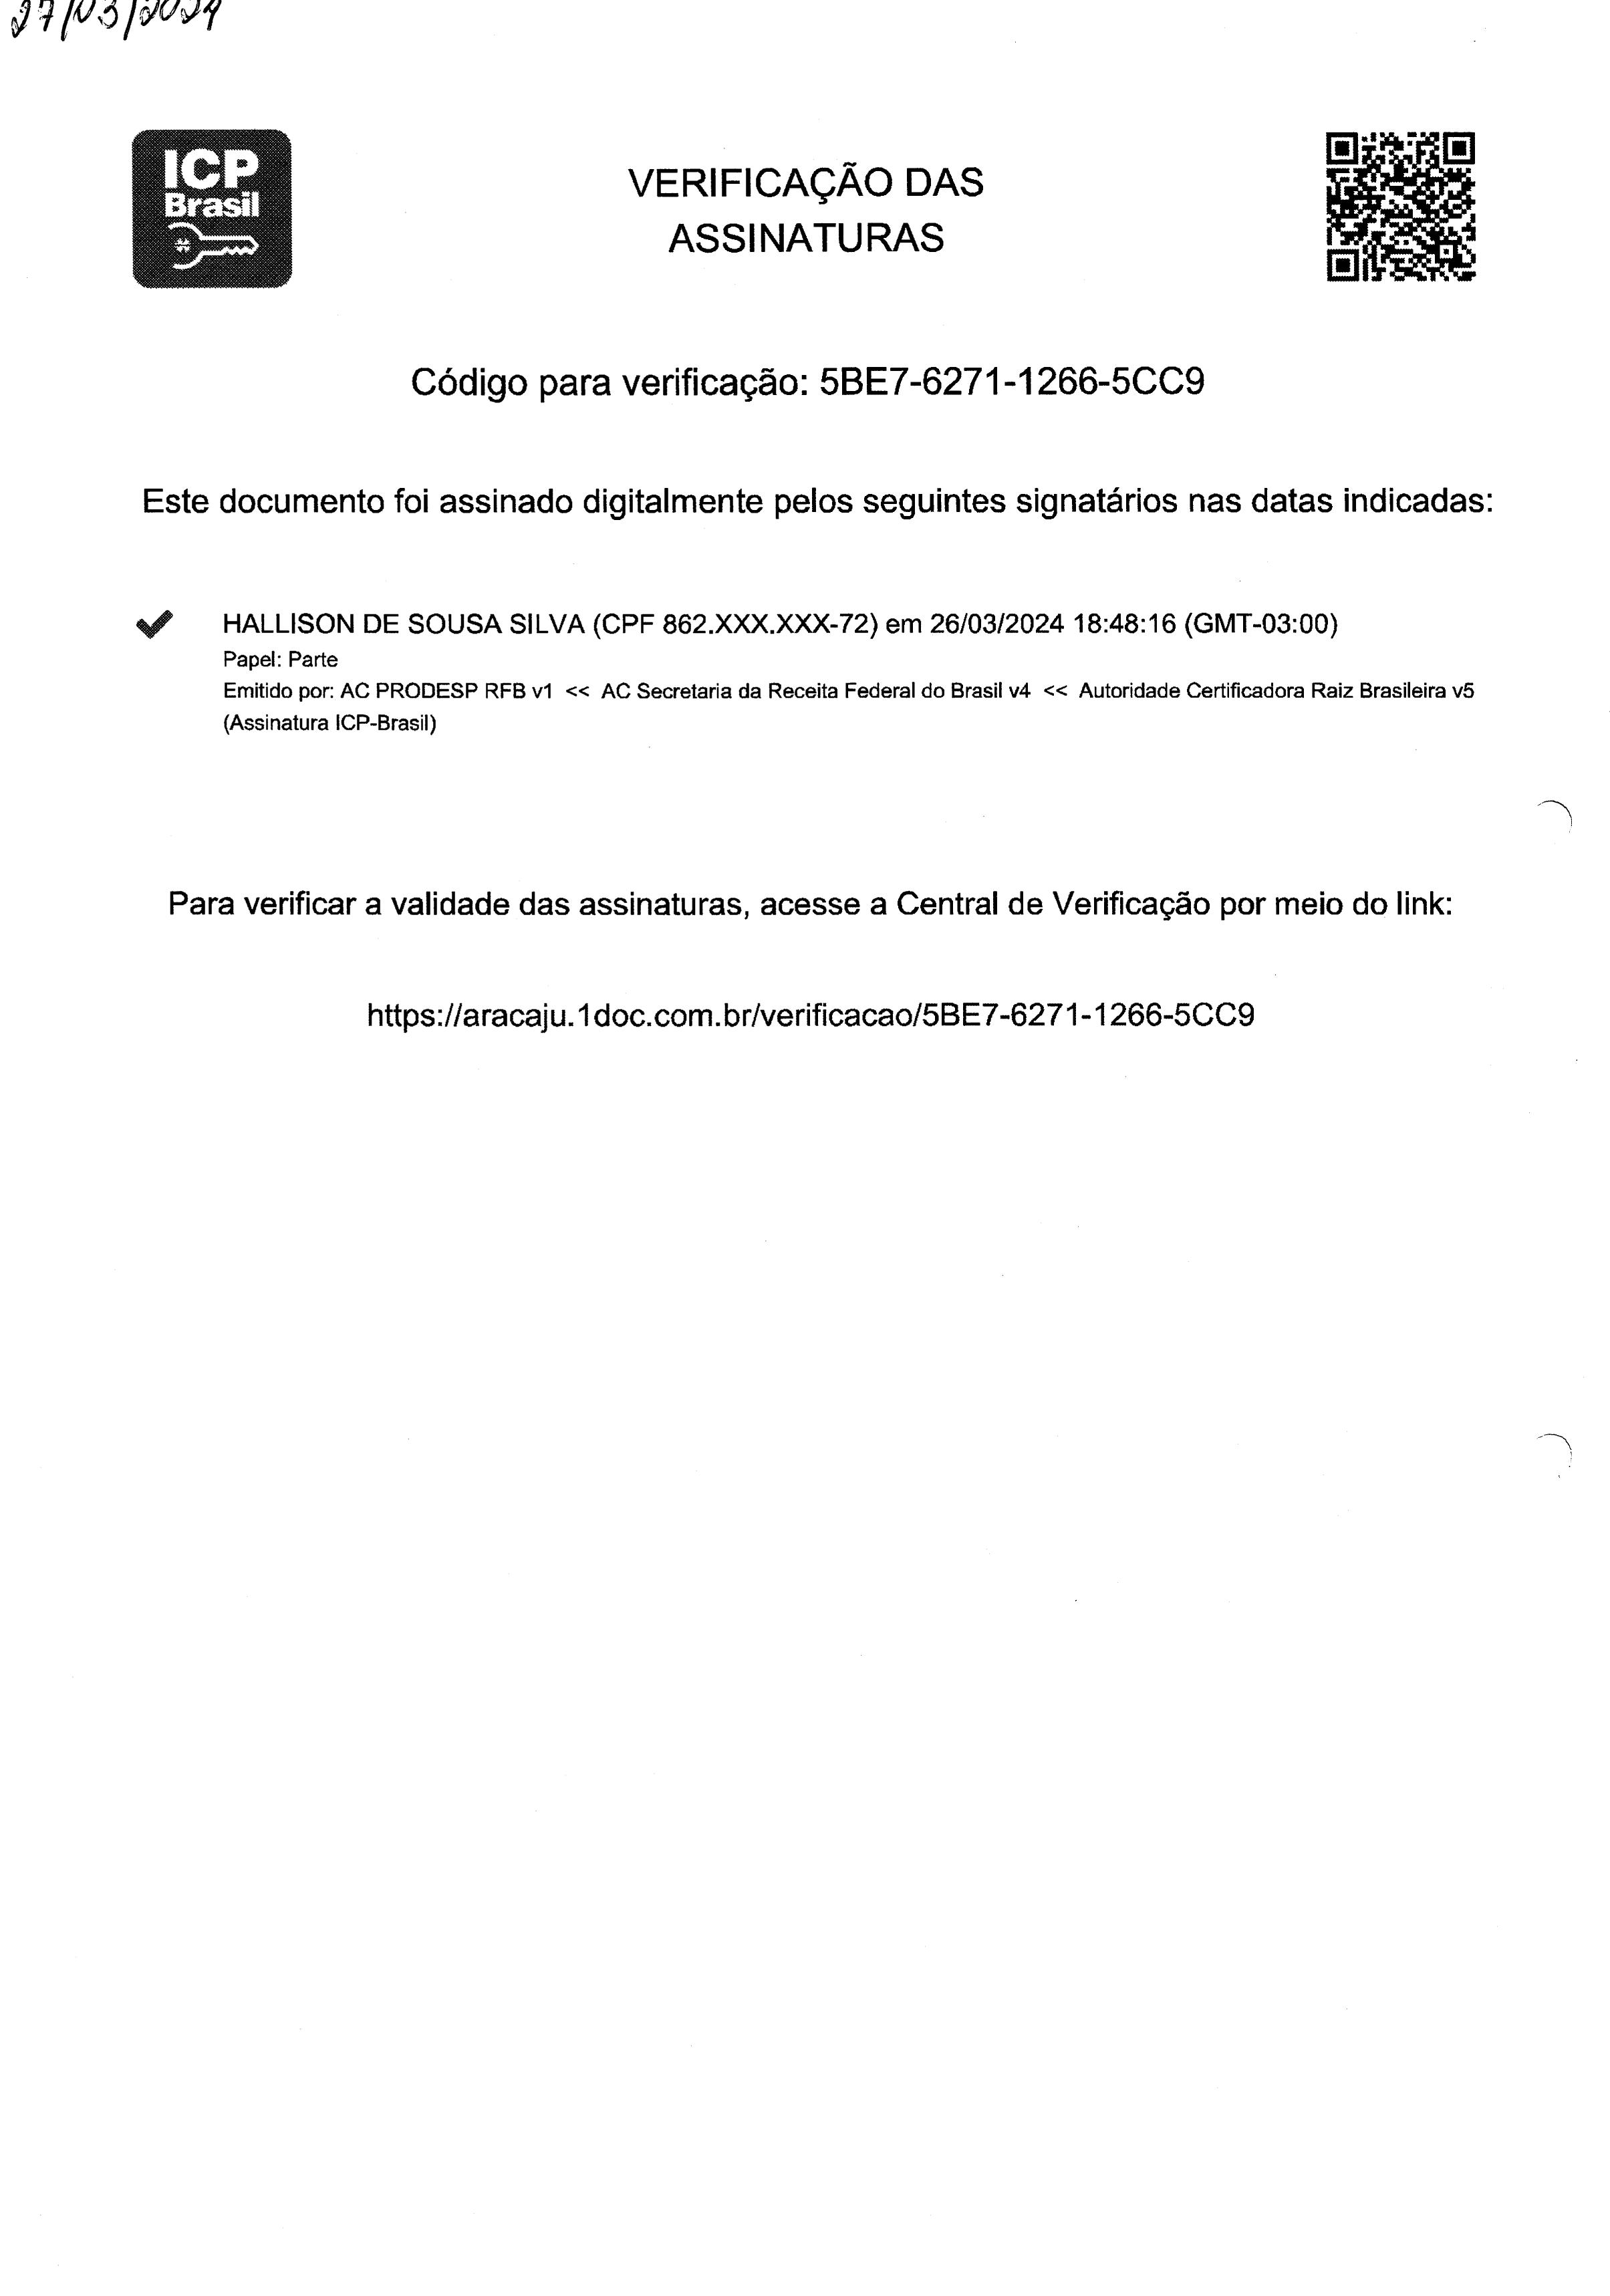 27/03/2024
ICP
Brasil
VERIFICAÇÃO DAS
ASSINATURAS
Código para verificação: 5BE7-6271-1266-5CC9
Este documento foi assinado digitalmente pelos seguintes signatários nas datas indicadas:
HALLISON DE SOUSA SILVA (CPF 862.XXX.XXX-72) em 26/03/2024 18:48:16 (GMT-03:00)
Papel: Parte
Emitido por: AC PRODESP RFB v1 << AC Secretaria da Receita Federal do Brasil v4 << Autoridade Certificadora Raiz Brasileira v5
(Assinatura ICP-Brasil)
Para verificar a validade das assinaturas, acesse a Central de Verificação por meio do link:
https://aracaju.1doc.com.br/verificacao/5BE7-6271-1266-5CC9